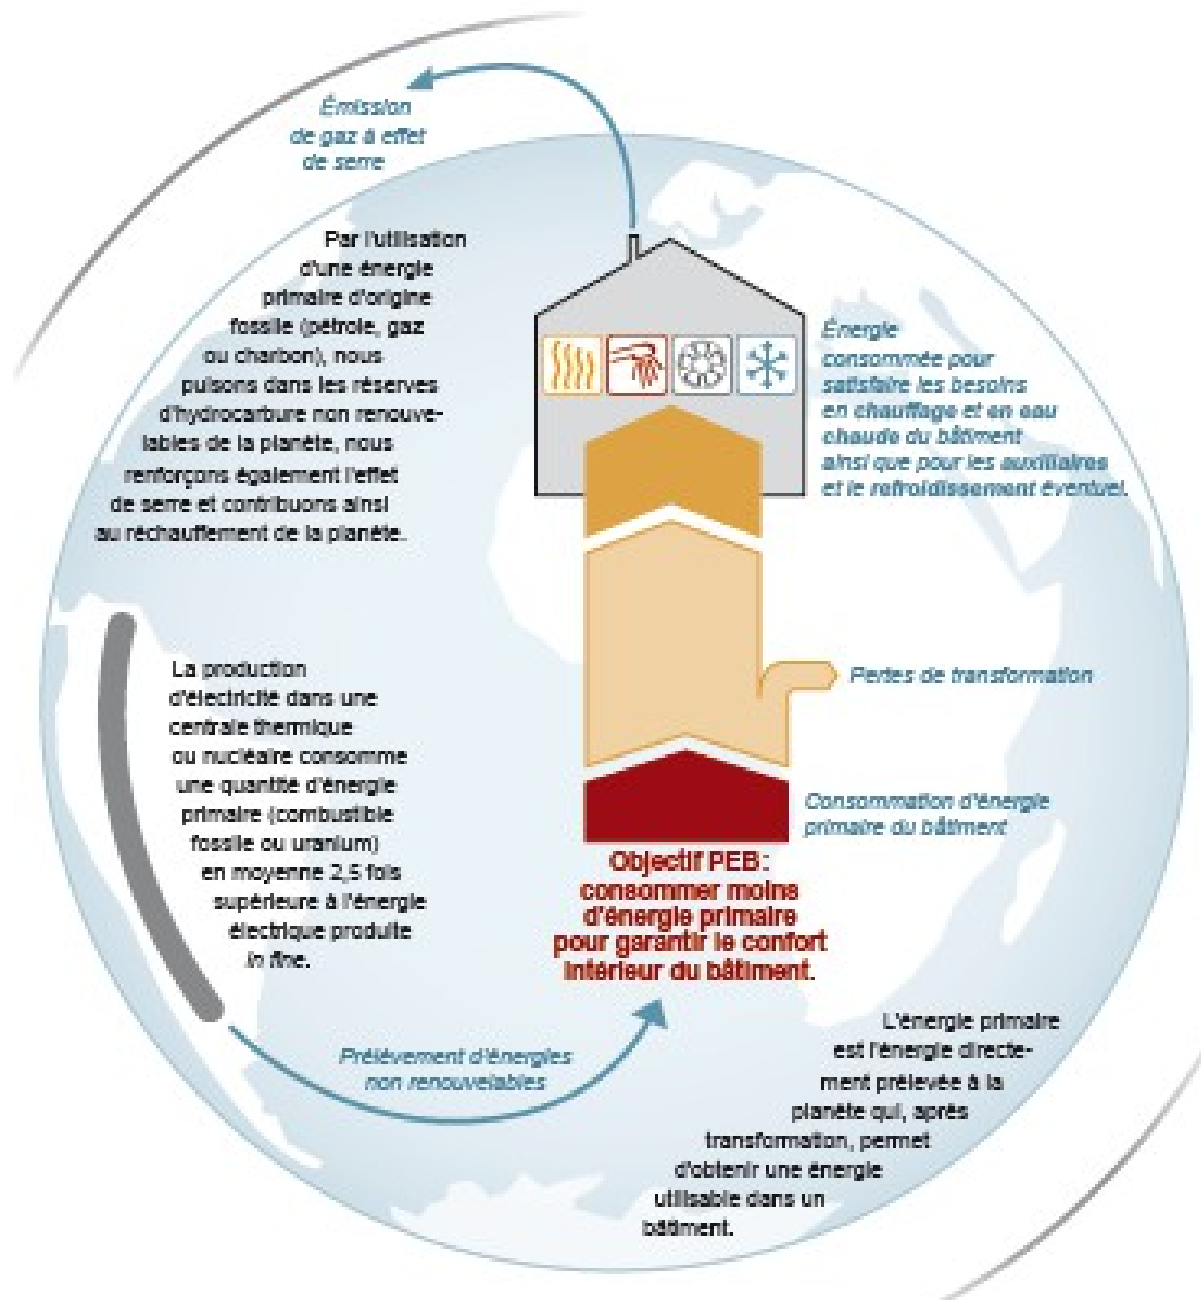 Émission
de gaz à effet
de serre
Par l'utilisation
d'une énergie
primaire d'origine
fossile (pétrole, gaz
ou charbon), nous
puisons dans les réserves
d'hydrocarbure non renouve-
lables de la planète, nous
renforçons également l'effet
de serre et contribuons ainsi
au réchauffement de la planète.
Énergie
consommée pour
satisfaire les besoins
en chauffage et en eau
chaude du bâtiment
ainsi que pour les auxiliaires
et le refroidissement éventuel.
La production
d'électricité dans une
centrale thermique
ou nucléaire consomme
une quantité d'énergie
primaire (combustible
fossile ou uranium)
en moyenne 2,5 fois
supérieure à l'énergie
électrique produite
in fine.
Pertes de transformation
Consommation d'énergie
primaire du bâtiment
Objectif PEB:
consommer moins
d'énergie primaire
pour garantir le confort
intérieur du bâtiment.
Prélèvement d'énergies
non renouvelables
L'énergie primaire
est l'énergie directe-
ment prélevée à la
planète qui, après
transformation, permet
d'obtenir une énergie
utilisable dans un
bâtiment.